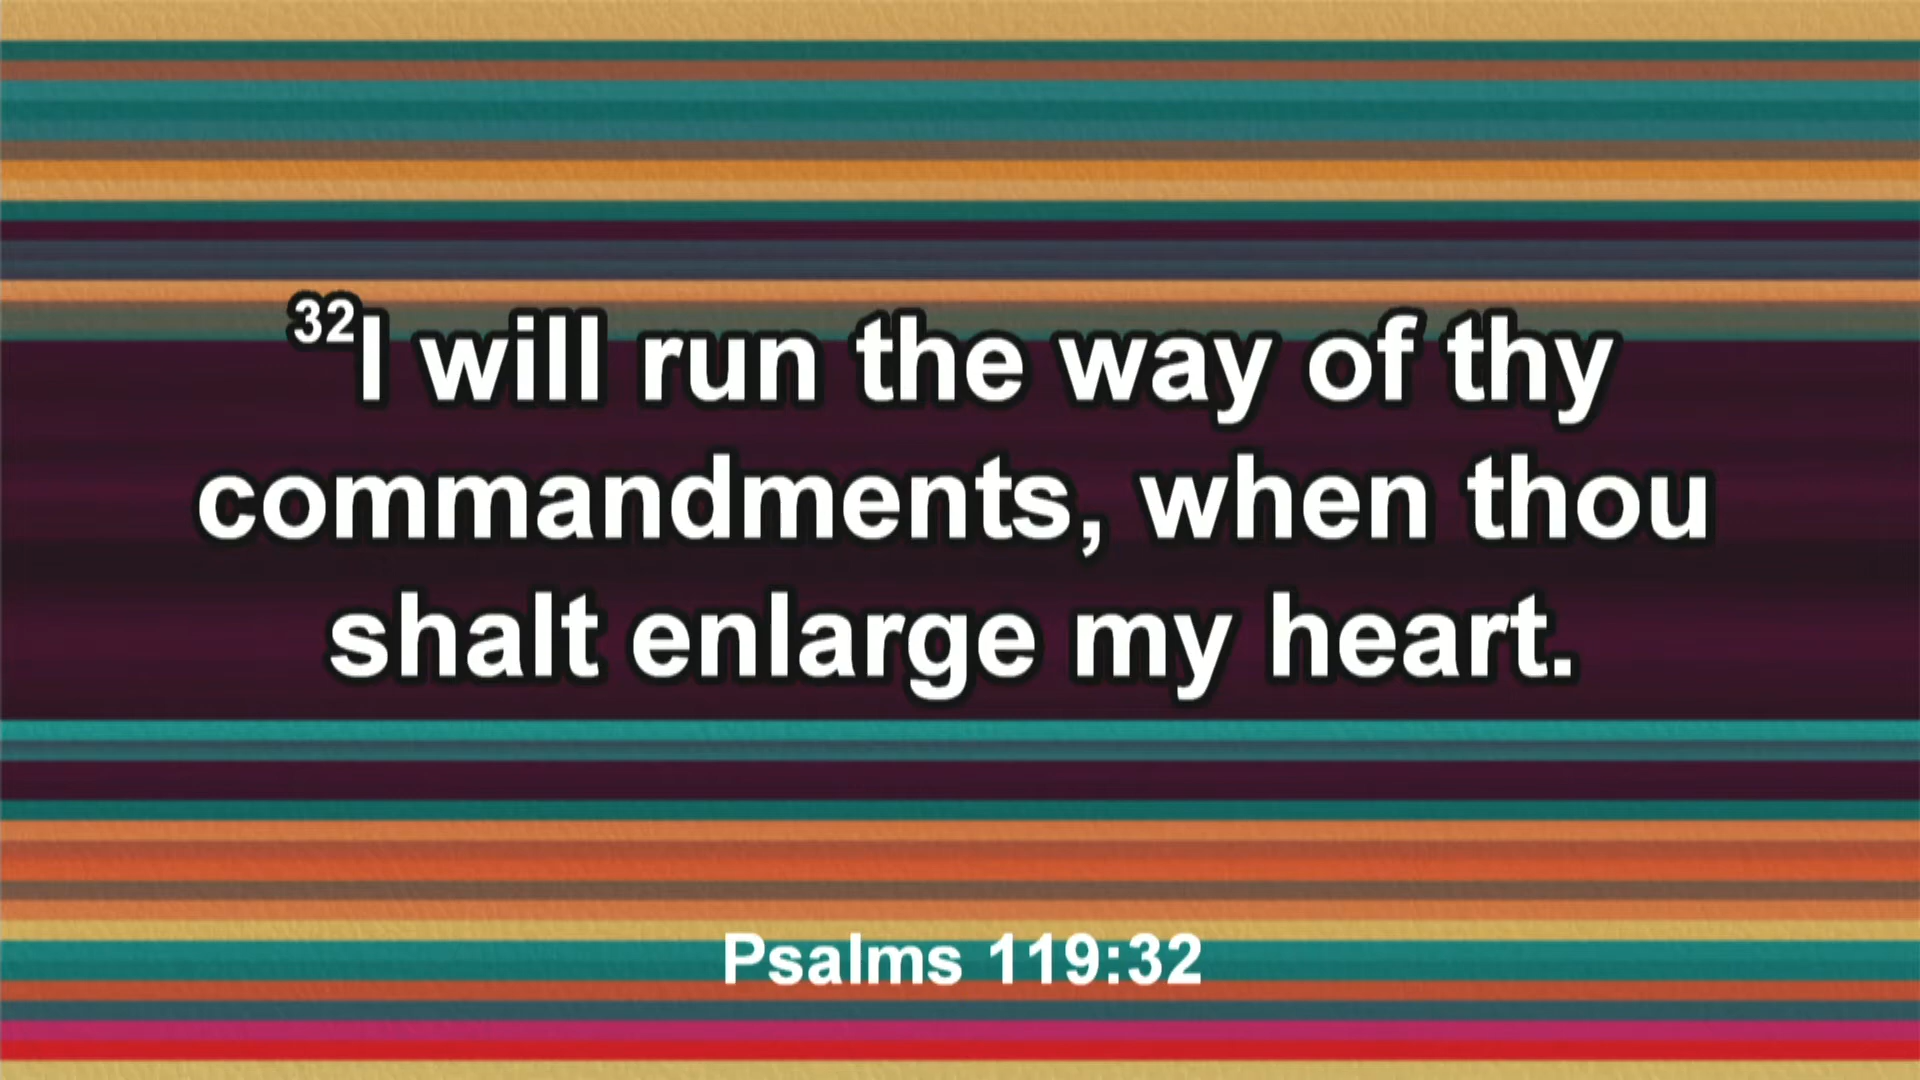 32I will run the way of thy
commandments, when thou
shalt enlarge my heart.
Psalms 119:32